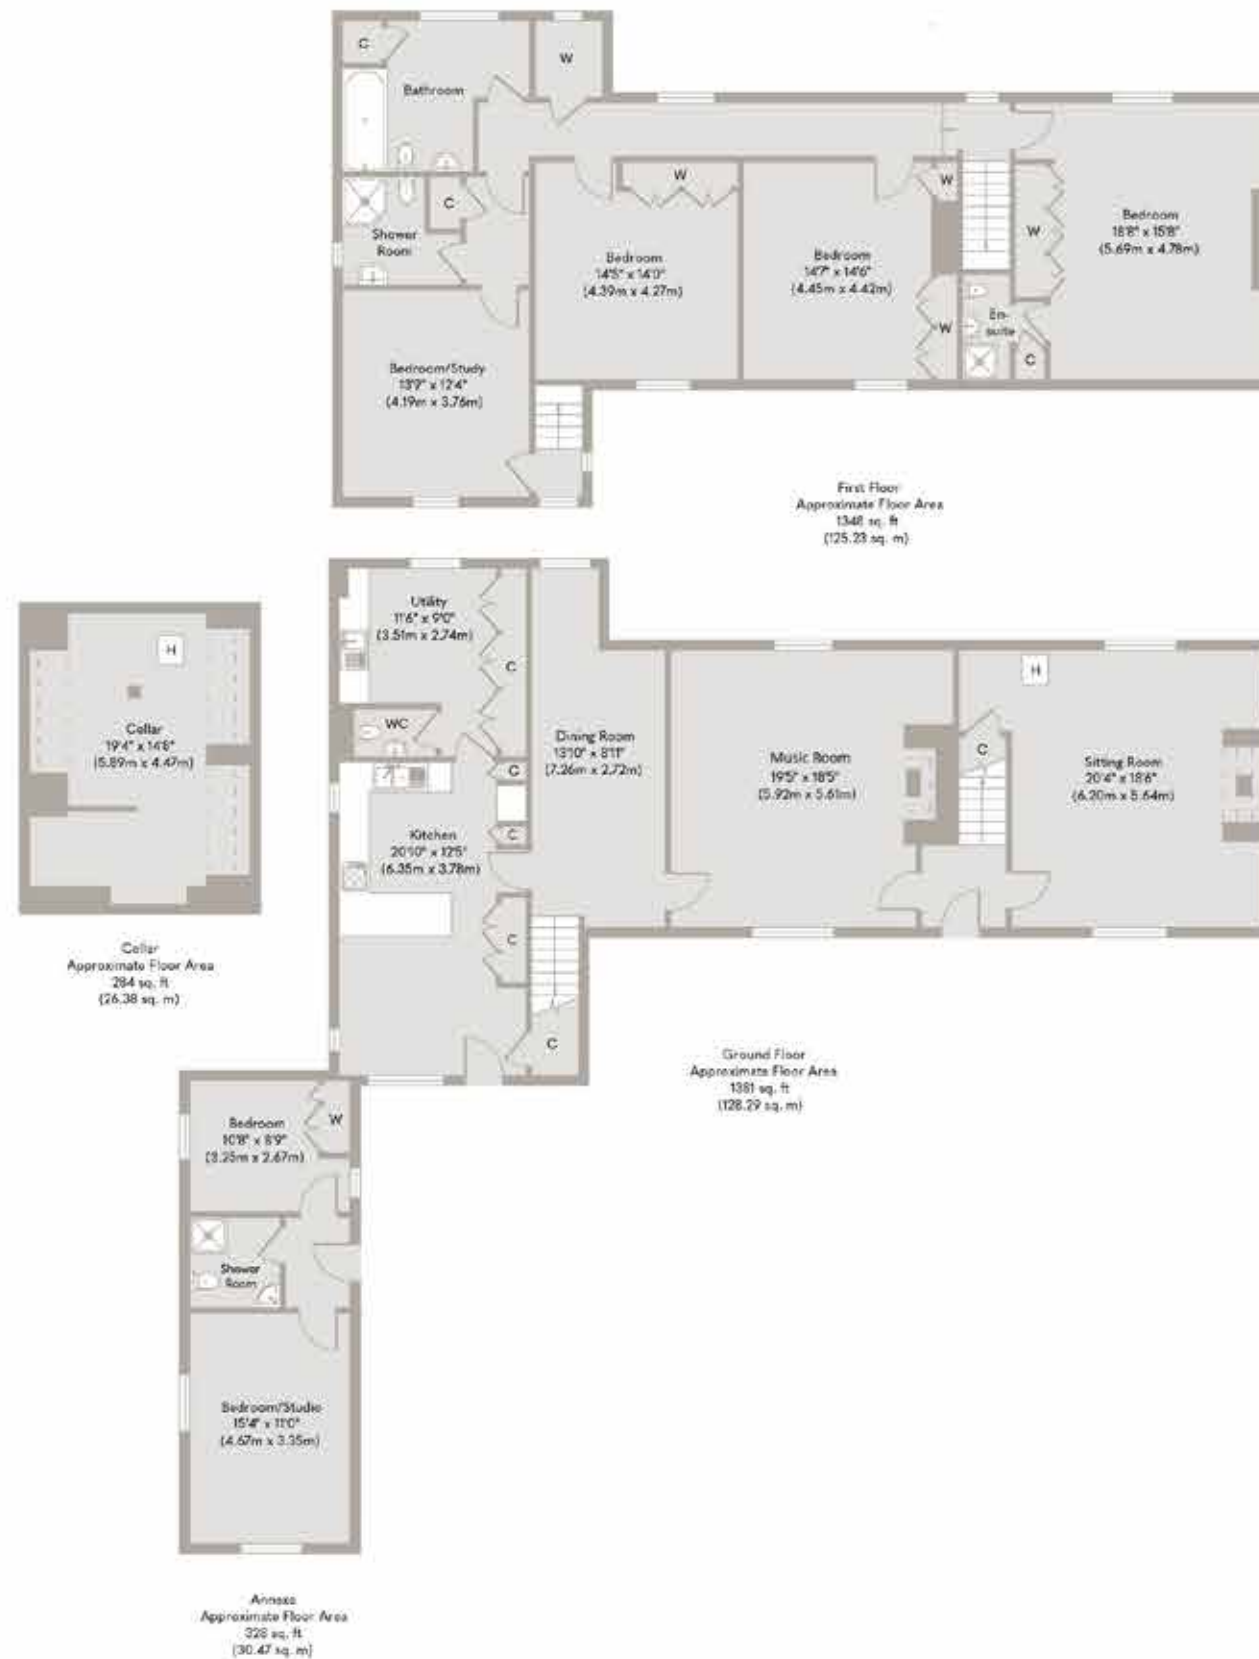 C
W
Bathroom
W
W
C
Shower
Room
Bedroom
14'5" x 14'0"
(4.39m x 4.27m)
Bedroom
14'7" x 14'6"
(4.45m x 4.42m)
W
Bedroom
18'8" x 15'8"
(5.69m x 4.78m)
En-
suite
W
C
Bedroom/Study
13'9" x 12'4"
(4.19m x 3.76m)
First Floor
Approximate Floor Area
1348 sq. ft
(125.23 sq. m)
Utility
11'6" x 9'0"
(3.51m x 2.74m)
C
H
H
WC
Cellar
19'4" x 14'8"
(5.89m x 4.47m)
Dining Room
13'10" x 8'11"
(7.26m x 2.72m)
Music Room
19'5" x 18'5"
(5.92m x 5.61m)
C
Sitting Room
20'4" x 18'6"
(6.20m x 5.64m)
C
C
Kitchen
20'10" x 12'5"
(6.35m x 3.78m)
C
C
Cellar
Approximate Floor Area
284 sq. ft
(26.38 sq. m)
Ground Floor
Approximate Floor Area
1381 sq. ft
(128.29 sq. m)
Bedroom
10'8" x 8'9"
(3.25m x 2.67m)
W
Shower
Room
Bedroom/Studio
15'4" x 11'0"
(4.67m x 3.35m)
Annexe
Approximate Floor Area
328 sq. ft
(30.47 sq. m)